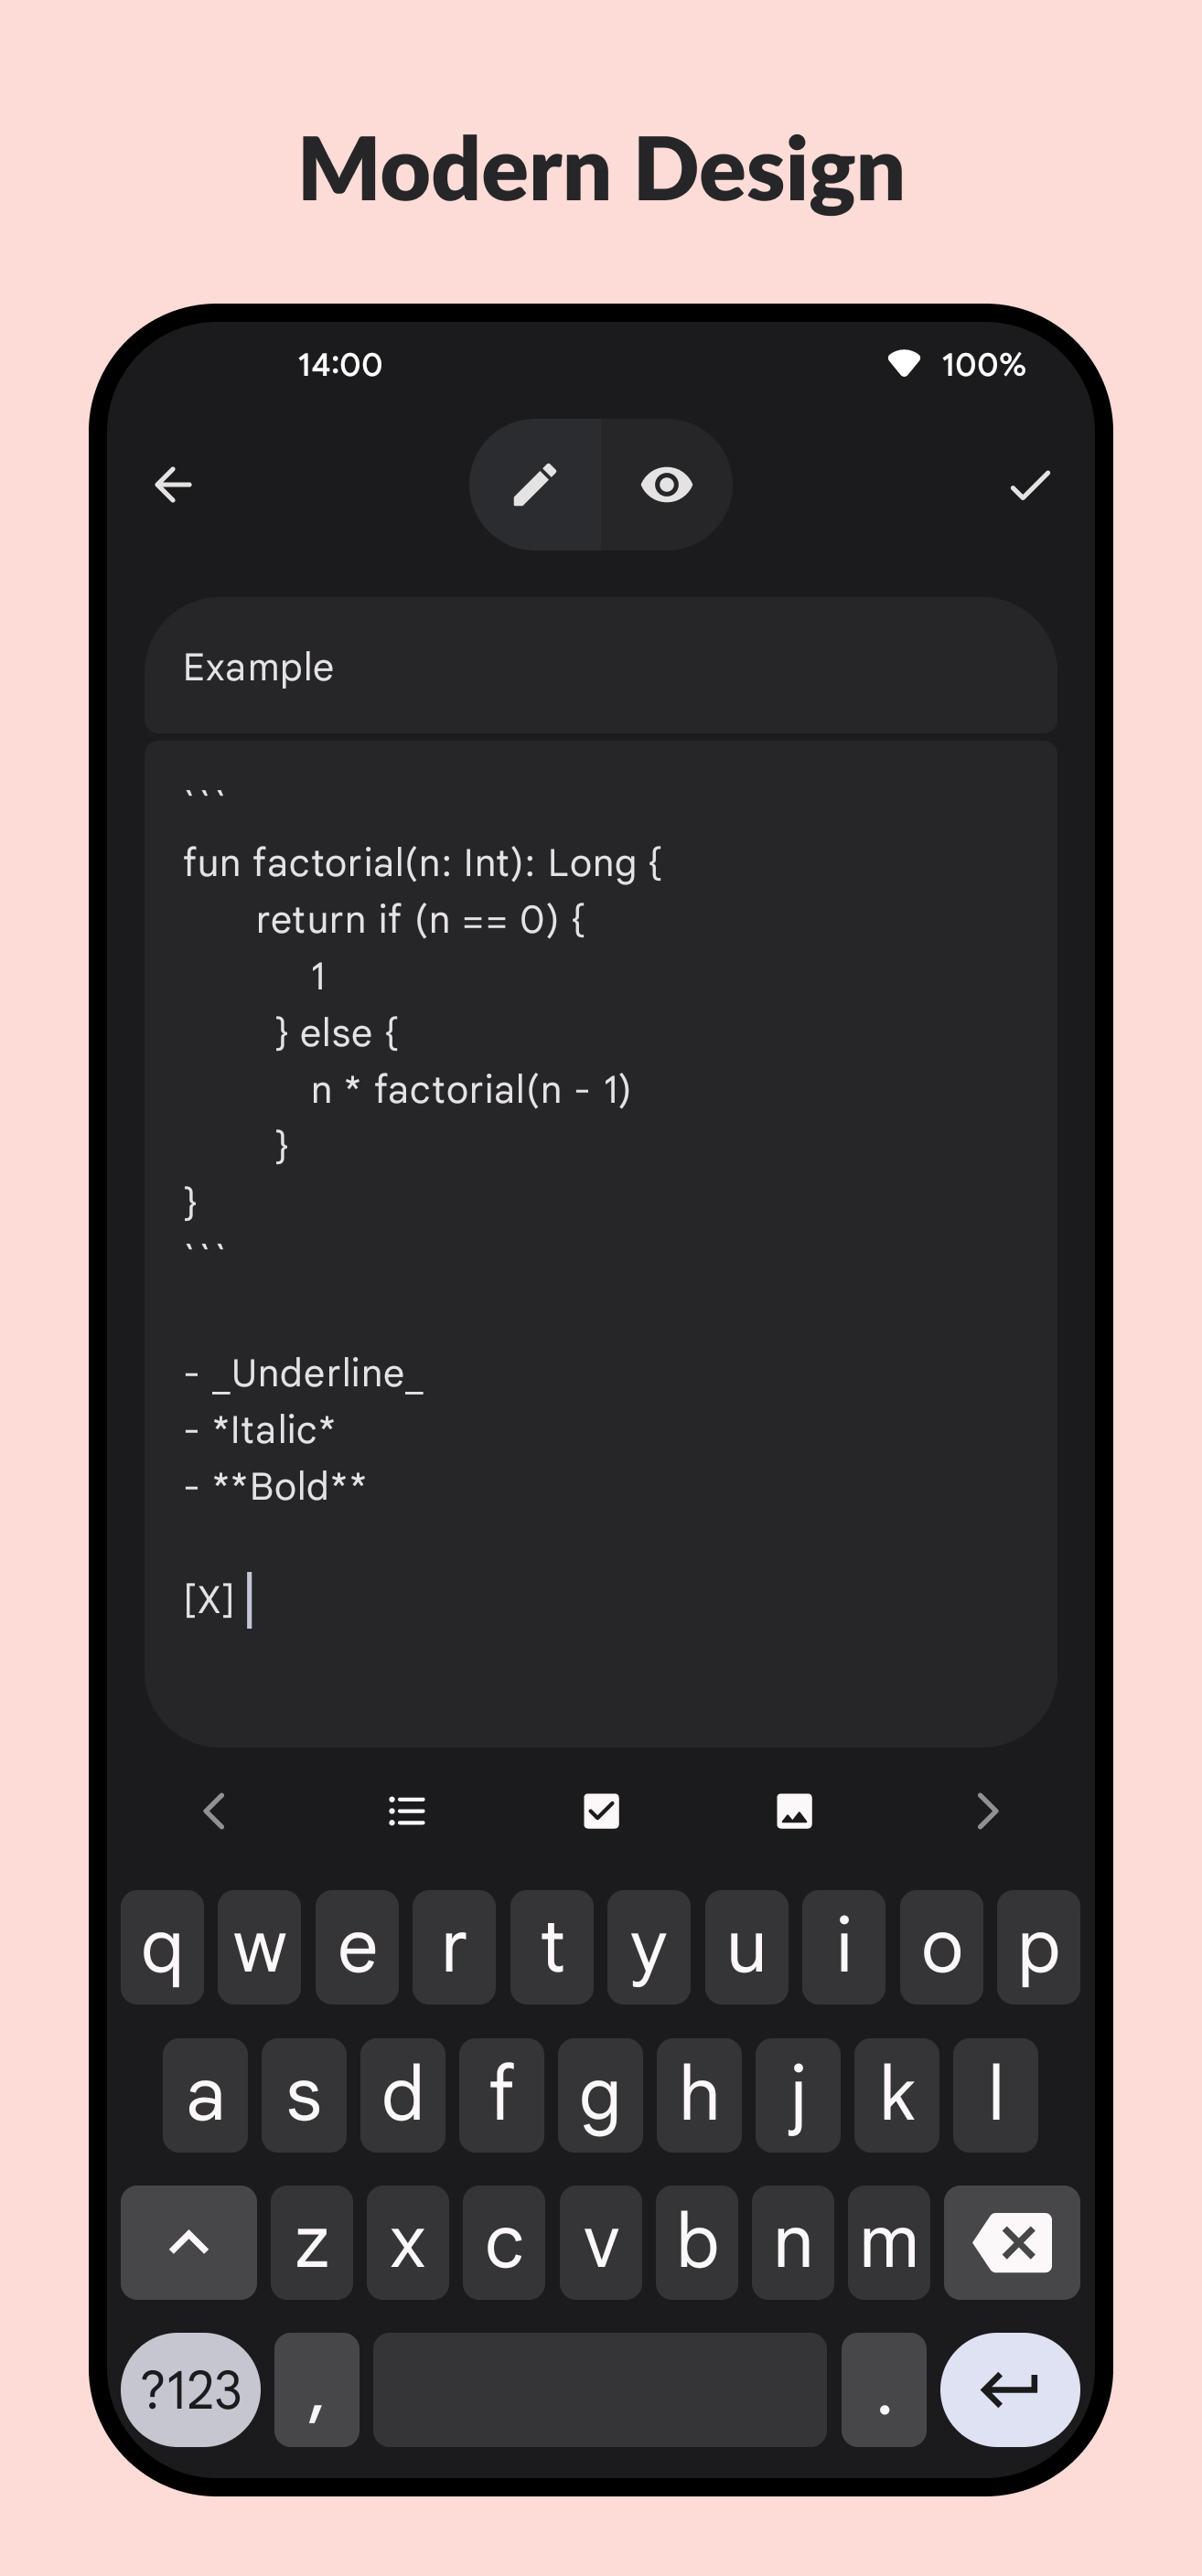 Modern Design
14:00 100%
Example
```
fun factorial(n: Int): Long {
return if (n == 0) {
1
} else {
n * factorial(n - 1)
}
}
```
- _Underline_
- *Italic*
- **Bold**
[X]
q w e r t y u i o p
a s d f g h j k l
z x c v b n m
?123 , .